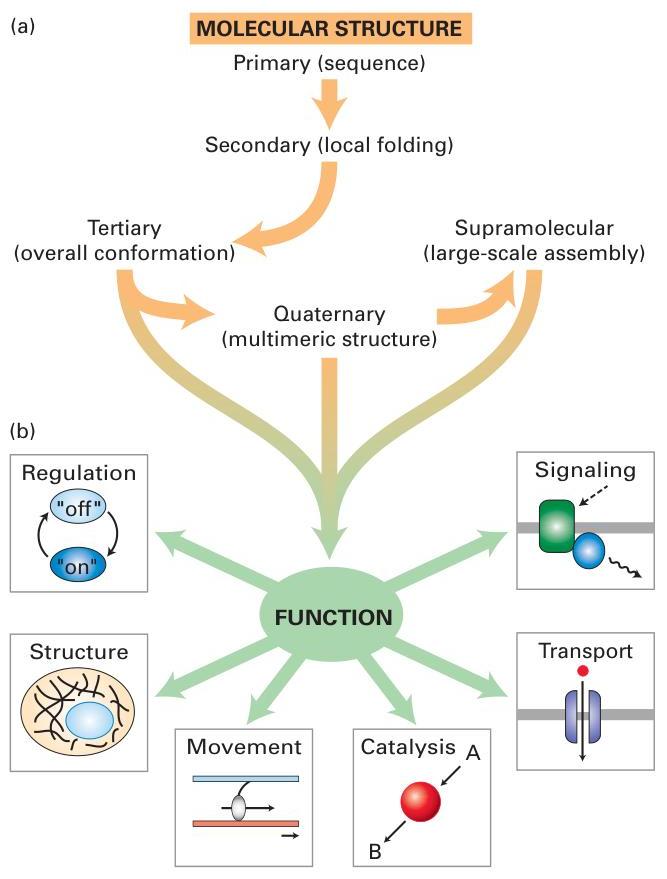 (a)
MOLECULAR STRUCTURE
Primary (sequence)
Secondary (local folding)
Tertiary
(overall conformation)
Supramolecular
(large-scale assembly)
Quaternary
(multimeric structure)
(b)
Regulation
"off"
"on"
Signaling
FUNCTION
Structure
Transport
Movement
Catalysis
A
B